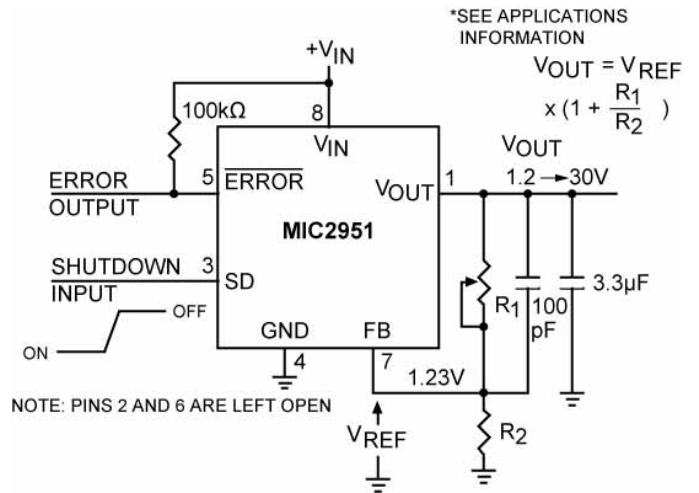 *SEE APPLICATIONS
INFORMATION
+VIN
VOUT = VREF
x (1 + R1/R2 )
100kΩ
8
VIN
VOUT
1.2 → 30V
ERROR
OUTPUT
5
ERROR
VOUT
1
MIC2951
SHUTDOWN
INPUT
3
SD
R1
100
pF
3.3µF
OFF
ON
GND
FB
4
7
1.23V
NOTE: PINS 2 AND 6 ARE LEFT OPEN
VREF
R2